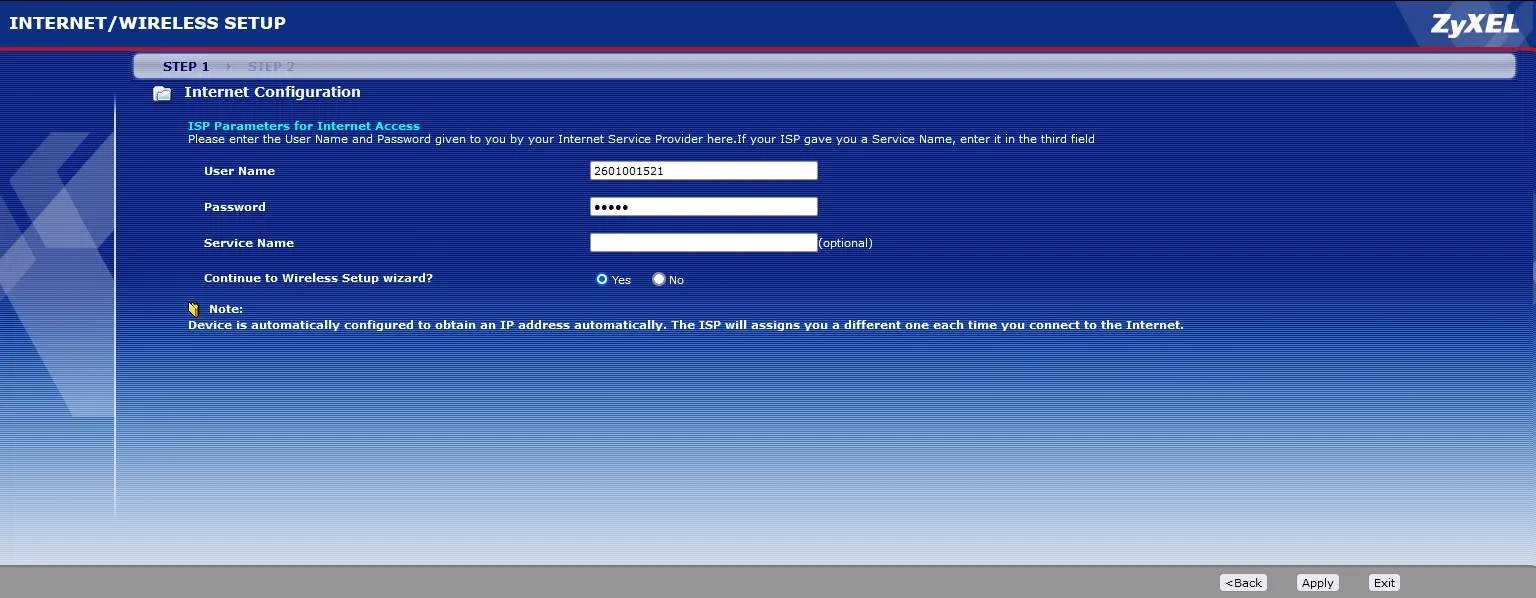 INTERNET/WIRELESS SETUP
ZyXEL
STEP 1 STEP 2
Internet Configuration
ISP Parameters for Internet Access
Please enter the User Name and Password given to you by your Internet Service Provider here.If your ISP gave you a Service Name, enter it in the third field
User Name 2601001521
Password •••••
Service Name (optional)
Continue to Wireless Setup wizard? Yes No
Note:
Device is automatically configured to obtain an IP address automatically. The ISP will assigns you a different one each time you connect to the Internet.
<Back Apply Exit